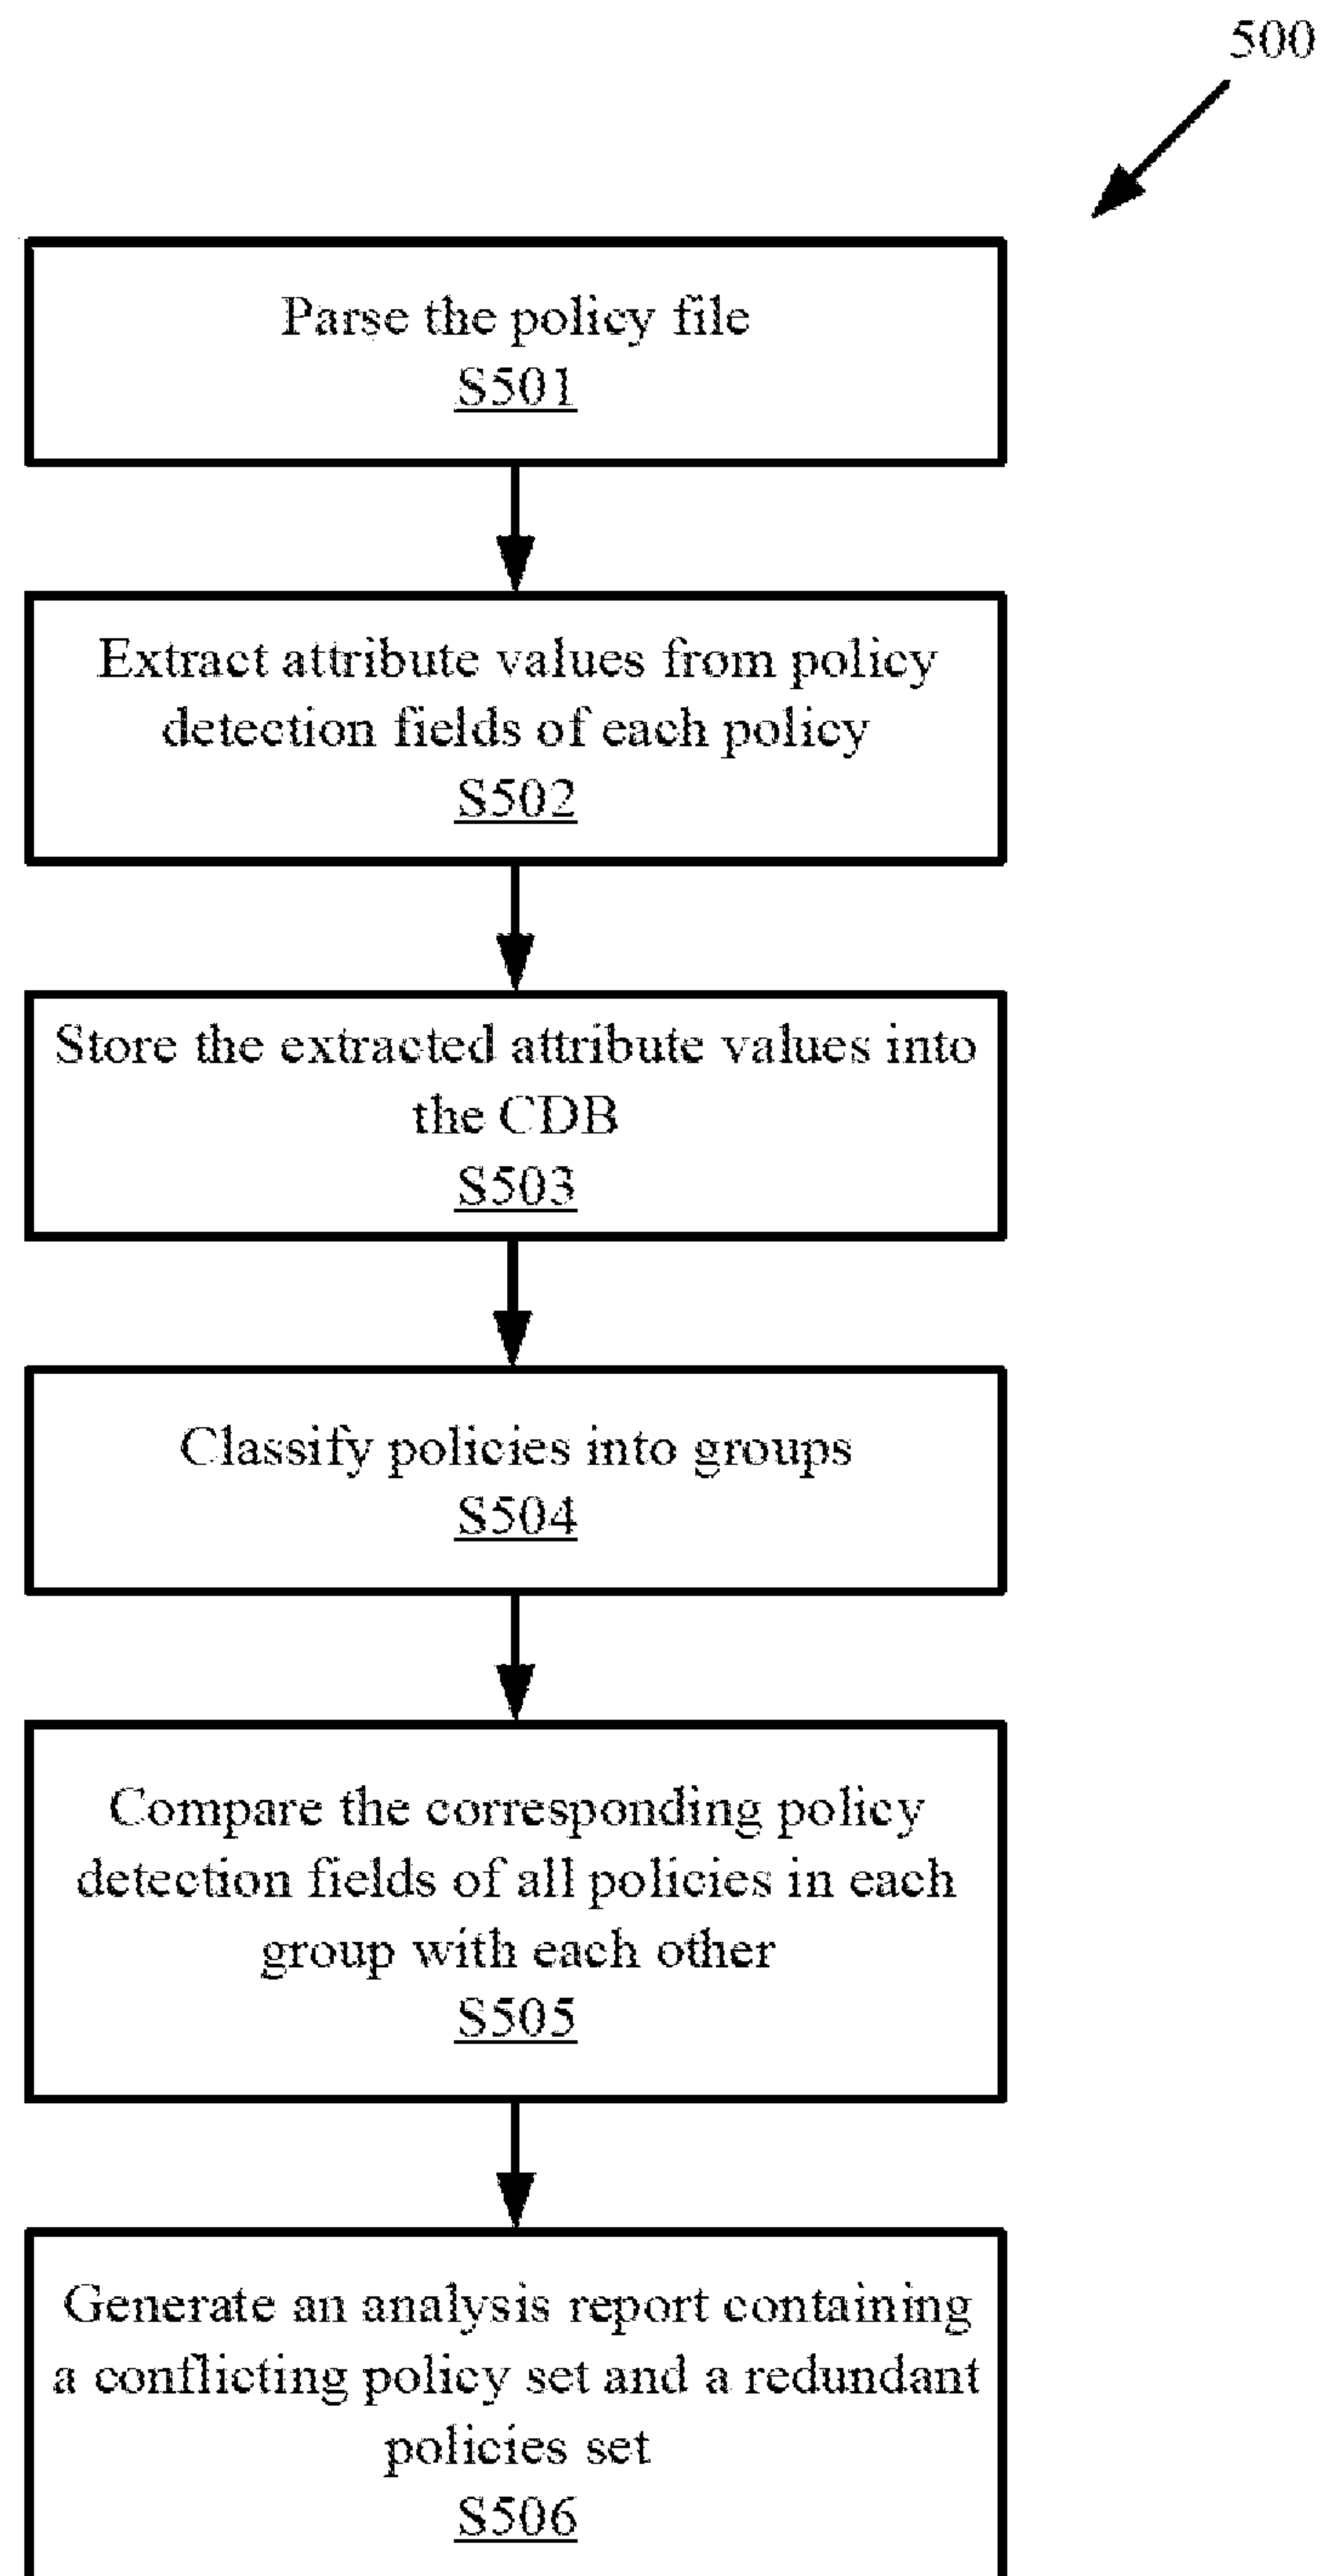 500
Parse the policy file
S501
Extract attribute values from policy
detection fields of each policy
S502
Store the extracted attribute values into
the CDB
S503
Classify policies into groups
S504
Compare the corresponding policy
detection fields of all policies in each
group with each other
S505
Generate an analysis report containing
a conflicting policy set and a redundant
policies set
S506